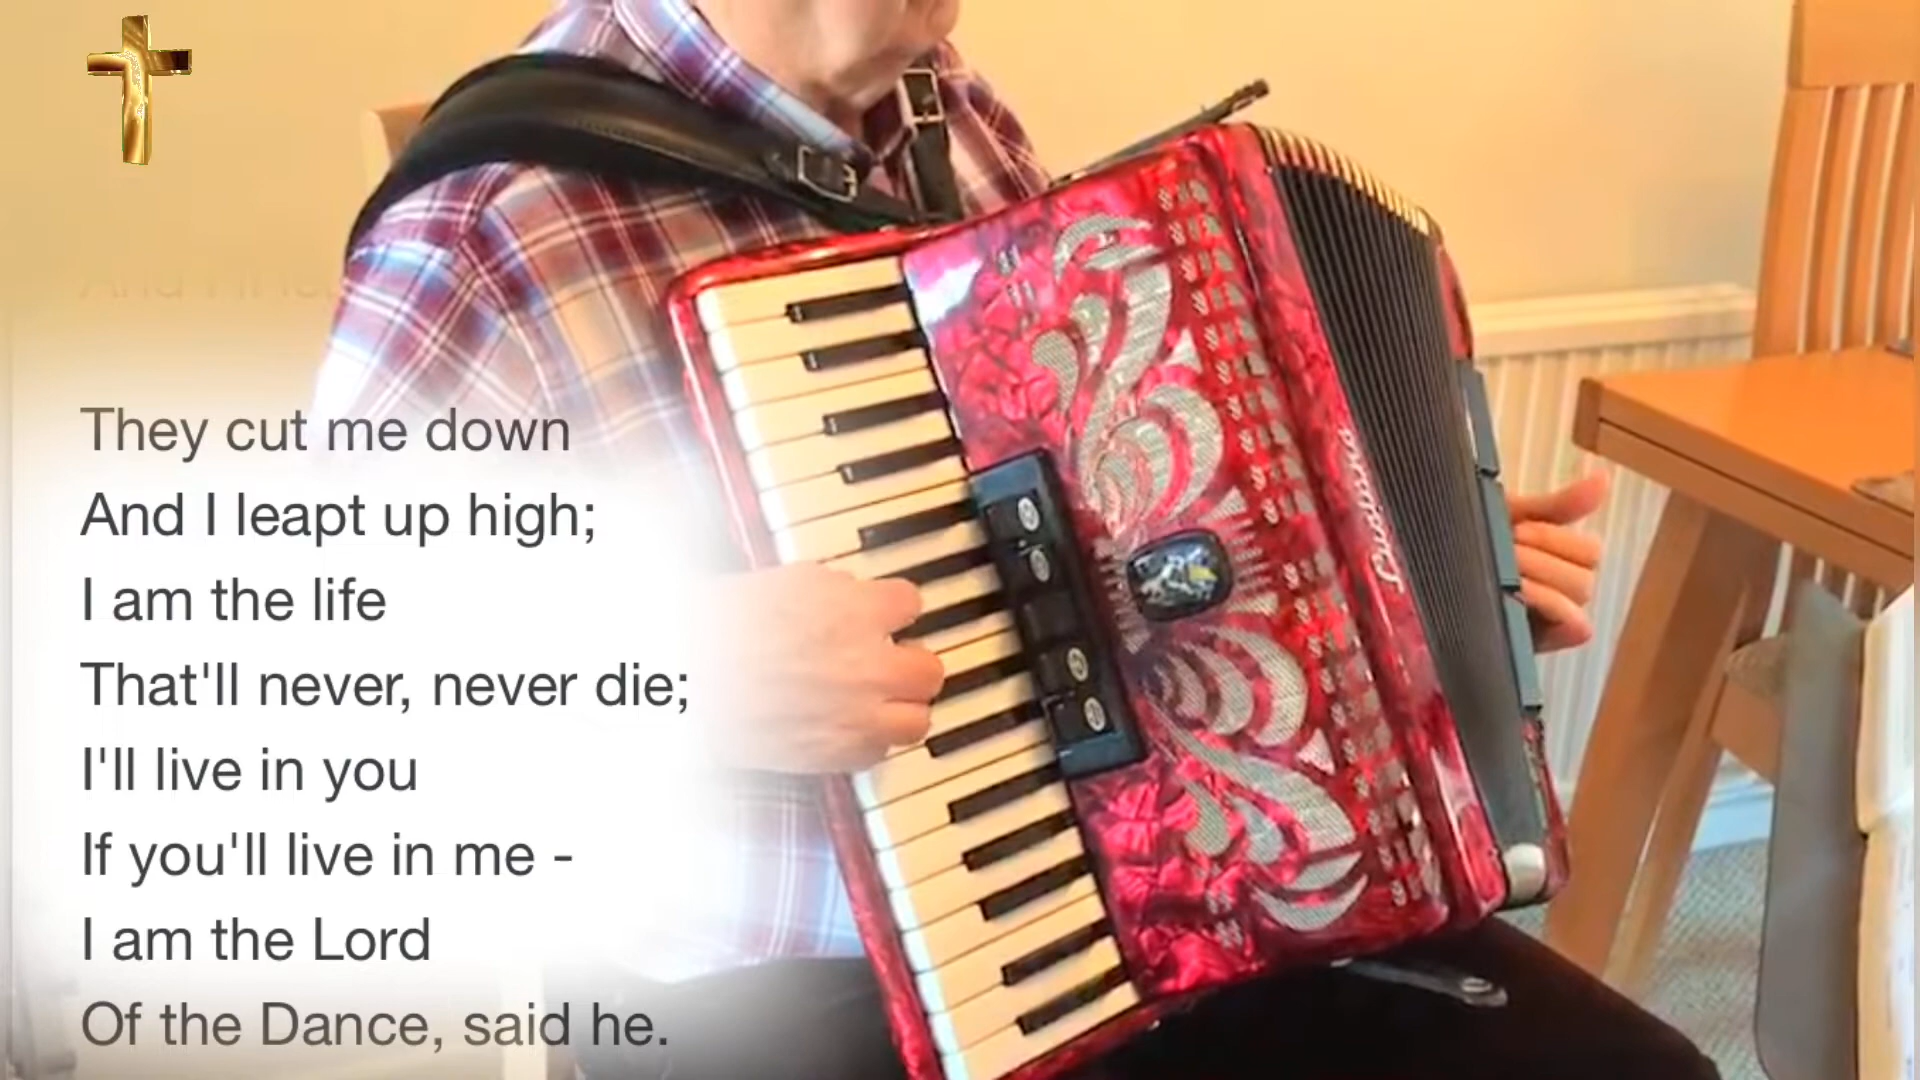 They cut me down
And I leapt up high;
I am the life
That'll never, never die;
I'll live in you
If you'll live in me -
I am the Lord
Of the Dance, said he.